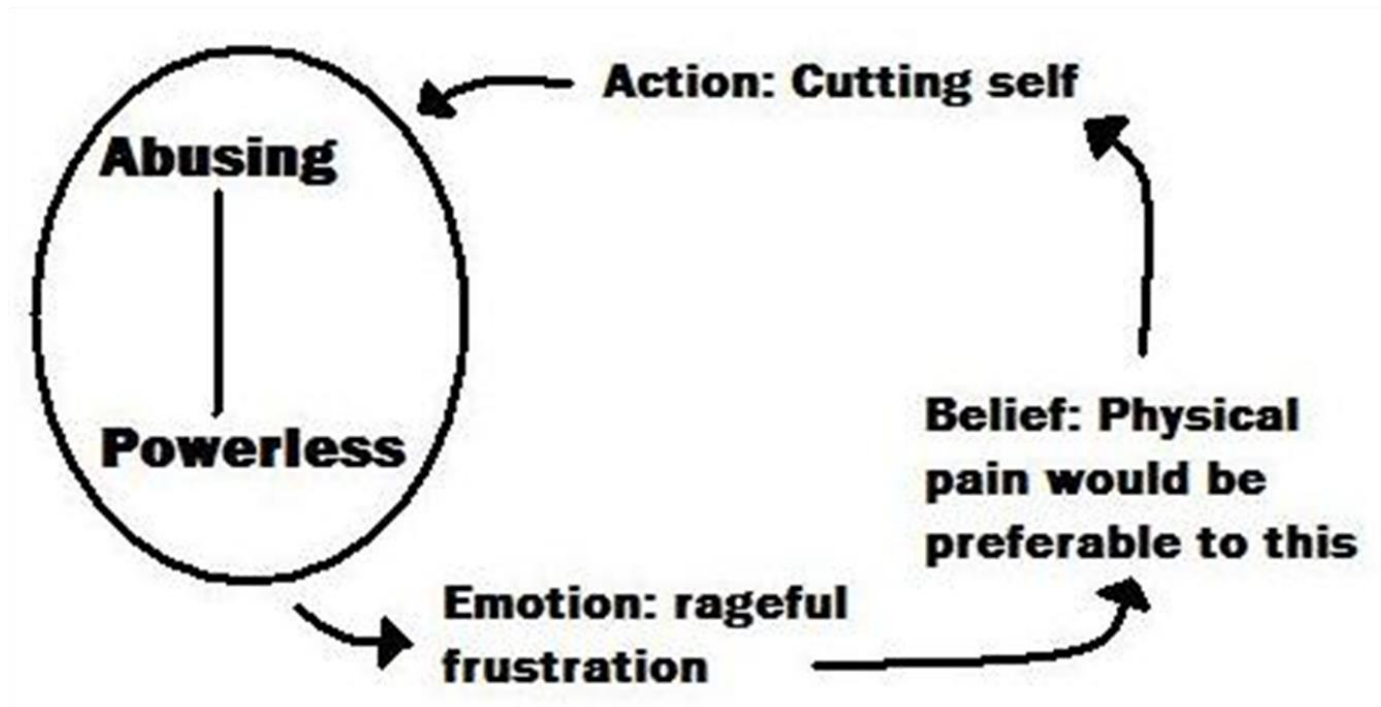 Action: Cutting self
Abusing
Powerless
Belief: Physical
pain would be
preferable to this
Emotion: rageful
frustration